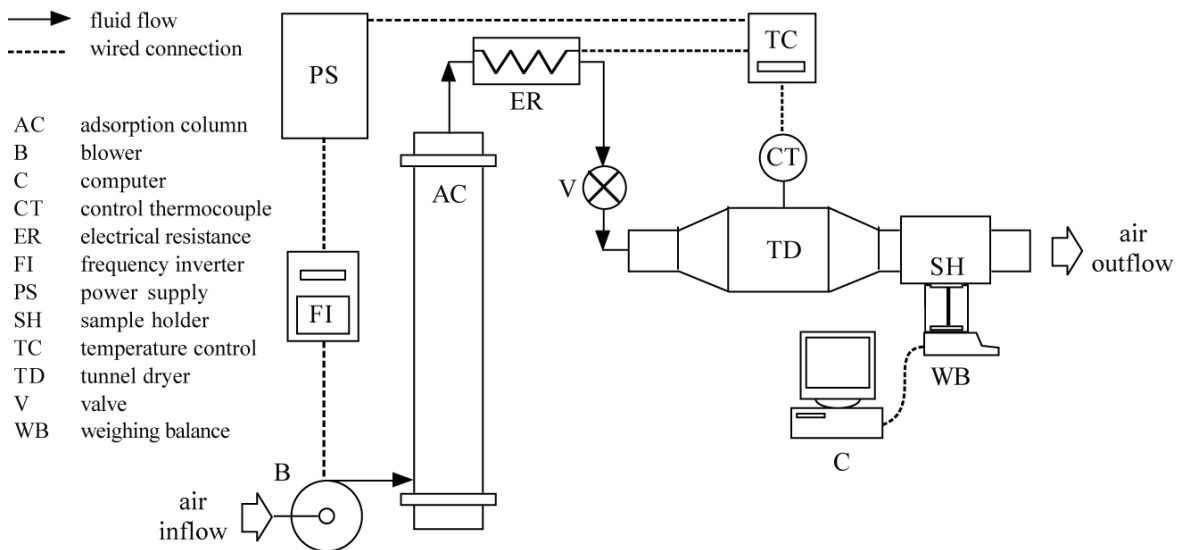 fluid flow
wired connection
AC adsorption column
B blower
C computer
CT control thermocouple
ER electrical resistance
FI frequency inverter
PS power supply
SH sample holder
TC temperature control
TD tunnel dryer
V valve
WB weighing balance
PS
FI
B
air
inflow
AC
ER
V
TC
CT
TD
SH
WB
C
air
outflow